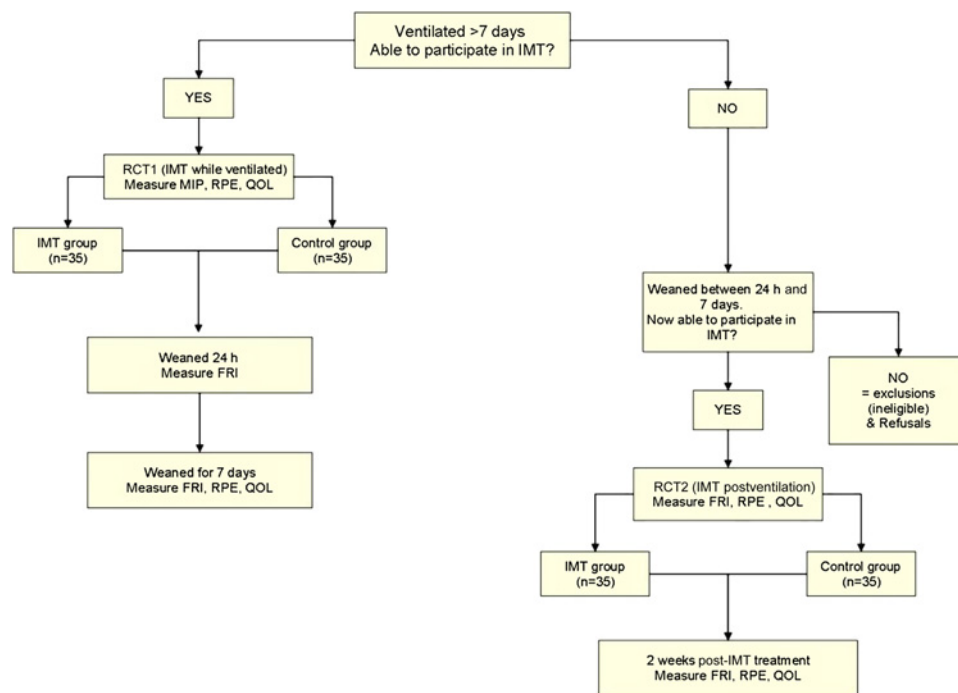 Ventilated >7 days
Able to participate in IMT?
YES
NO
RCT1 (IMT while ventilated)
Measure MIP, RPE, QOL
IMT group
(n=35)
Control group
(n=35)
Weaned 24 h
Measure FRI
Weaned for 7 days
Measure FRI, RPE, QOL
Weaned between 24 h and
7 days.
Now able to participate in
IMT?
NO
= exclusions
(ineligible)
& Refusals
YES
RCT2 (IMT postventilation)
Measure FRI, RPE , QOL
IMT group
(n=35)
Control group
(n=35)
2 weeks post-IMT treatment
Measure FRI, RPE, QOL